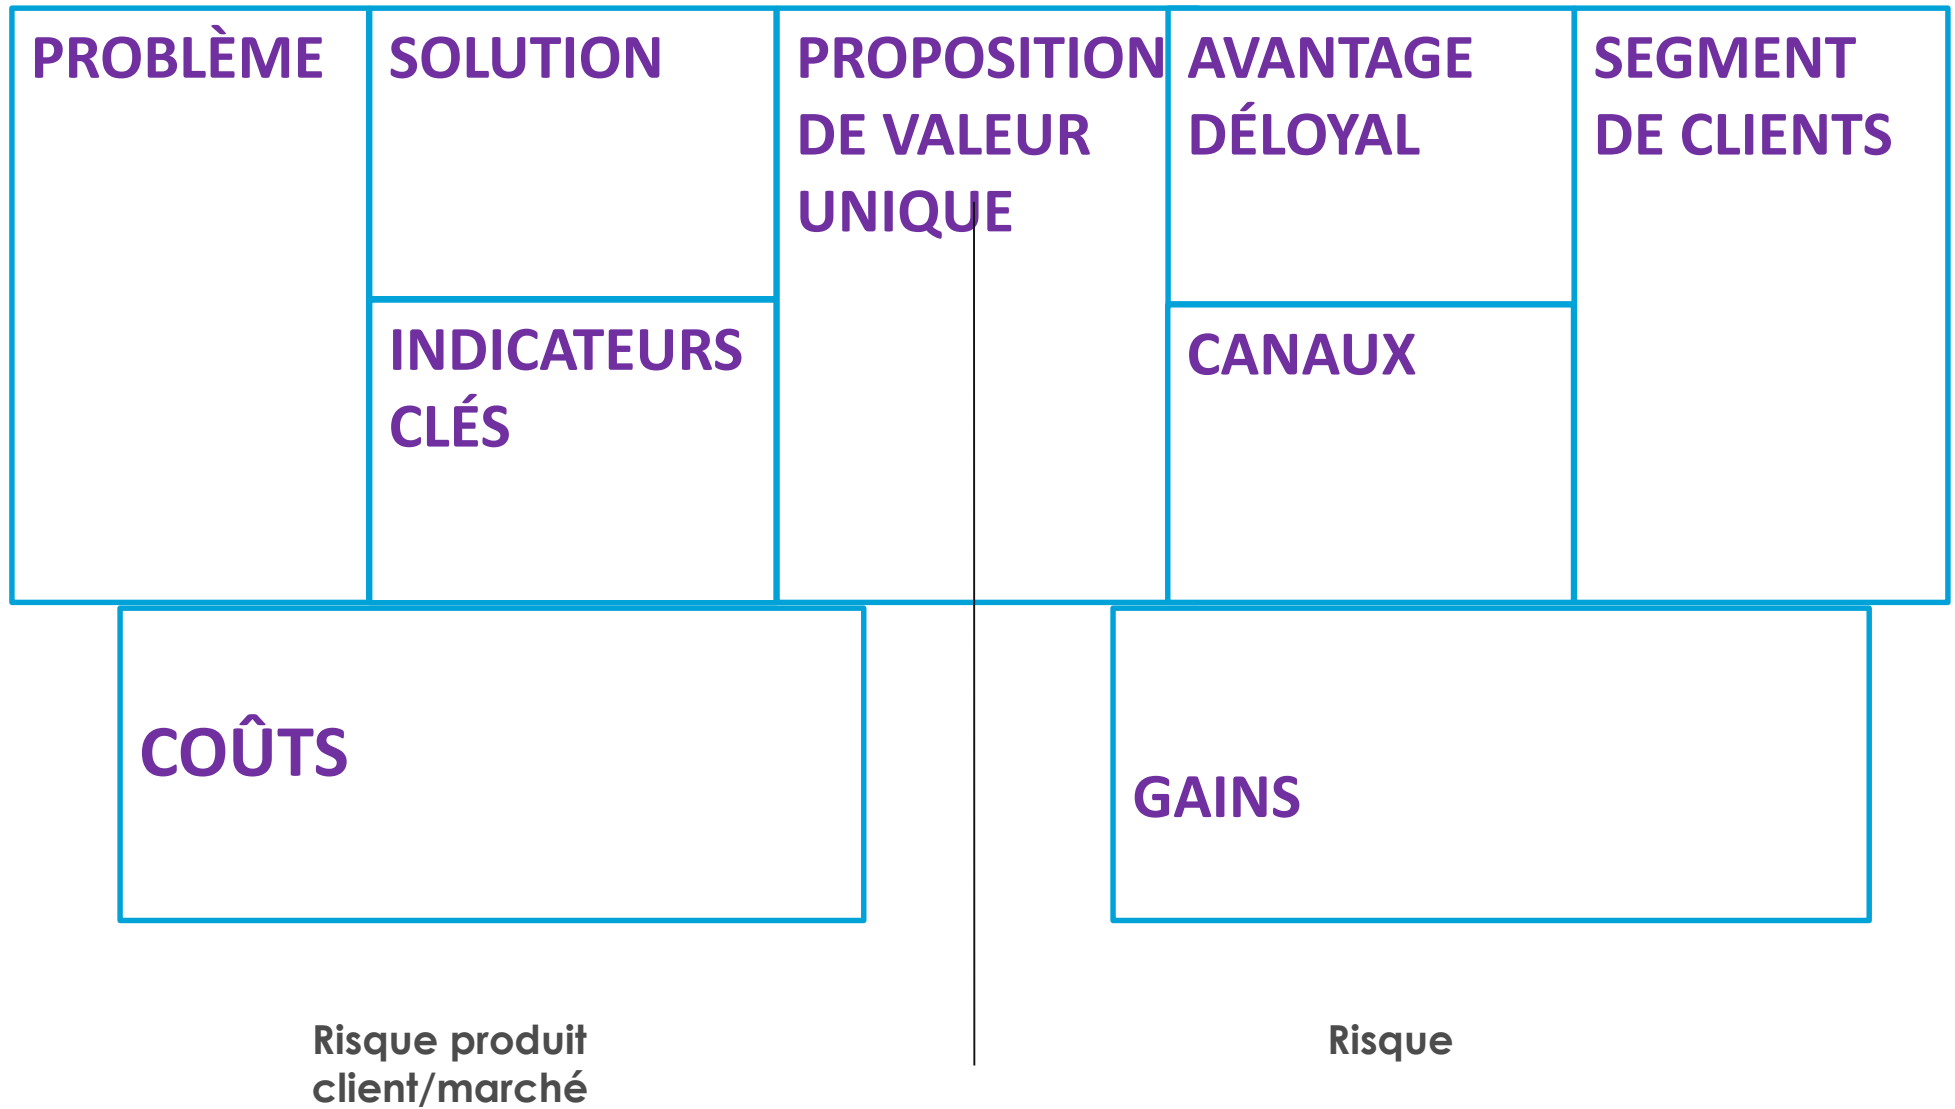 PROBLÈME
SOLUTION
PROPOSITION
DE VALEUR
UNIQUE
AVANTAGE
DÉLOYAL
SEGMENT
DE CLIENTS
INDICATEURS
CLÉS
CANAUX
COÛTS
GAINS
Risque produit
client/marché
Risque